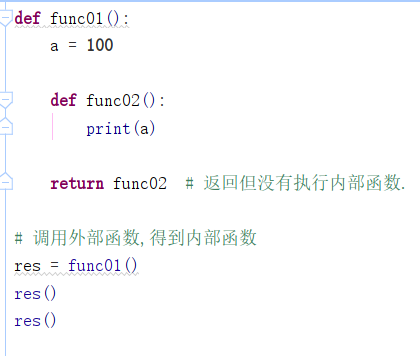 def func01():
    a = 100
    def func02():
        print(a)
    return func02  # 返回但没有执行内部函数.
# 调用外部函数,得到内部函数
res = func01()
res()
res()